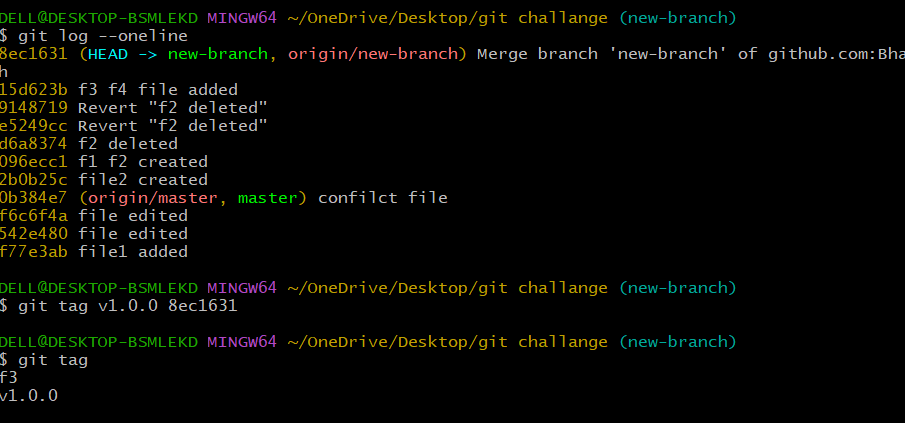 DELL@DESKTOP-BSMLEKD MINGW64 ~/OneDrive/Desktop/git challange (new-branch)
$ git log --oneline
8ec1631 (HEAD -> new-branch, origin/new-branch) Merge branch 'new-branch' of github.com:Bha
h
15d623b f3 f4 file added
9148719 Revert "f2 deleted"
e5249cc Revert "f2 deleted"
d6a8374 f2 deleted
096ecc1 f1 f2 created
2b0b25c file2 created
0b384e7 (origin/master, master) confilct file
f6c6f4a file edited
542e480 file edited
f77e3ab file1 added
DELL@DESKTOP-BSMLEKD MINGW64 ~/OneDrive/Desktop/git challange (new-branch)
$ git tag v1.0.0 8ec1631
DELL@DESKTOP-BSMLEKD MINGW64 ~/OneDrive/Desktop/git challange (new-branch)
$ git tag
f3
v1.0.0